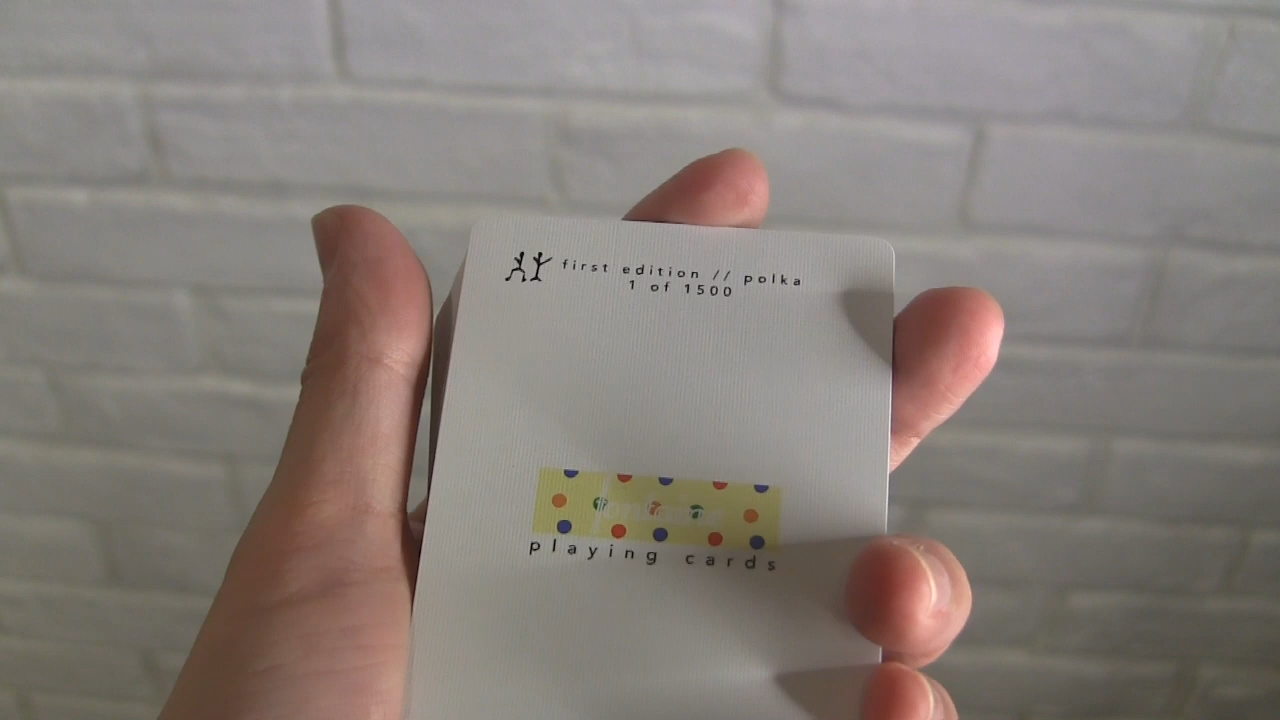 first edition // polka
1 of 1500
playing cards